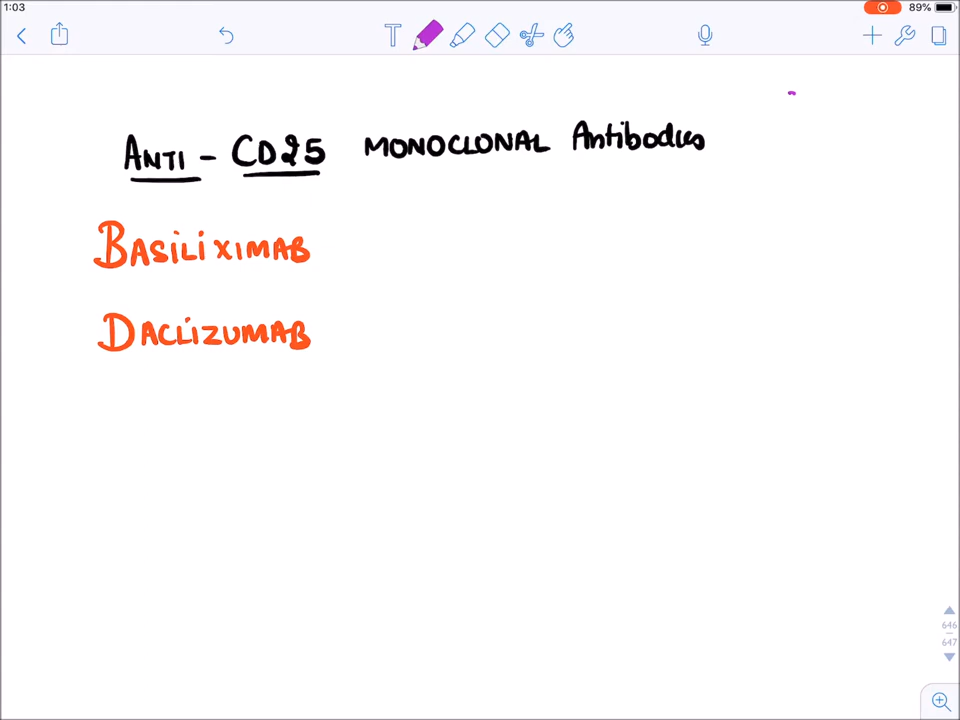 1:03
89%
T
ANTI - CD25 MONOCLONAL Antibodies
BASILIXIMAB
DACLIZUMAB
646
647